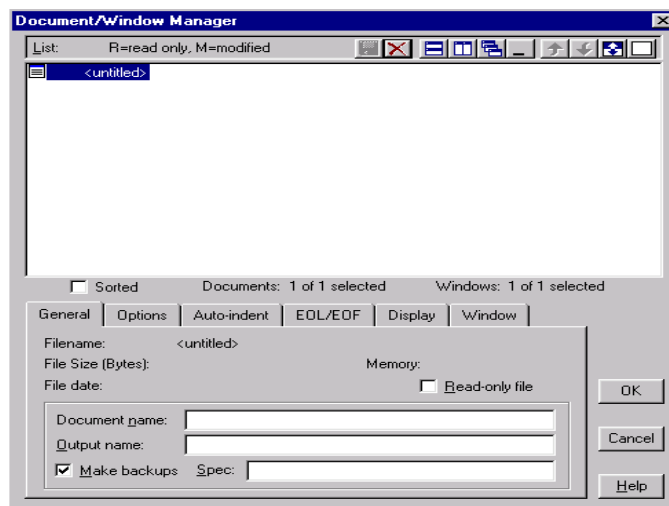 Document/Window Manager
List: R=read only, M=modified
<untitled>
Sorted Documents: 1 of 1 selected Windows: 1 of 1 selected
General Options Auto-indent EOL/EOF Display Window
Filename: <untitled>
File Size (Bytes): Memory:
File date: Read-only file
OK
Document name:
Output name:
Cancel
Make backups Spec:
Help